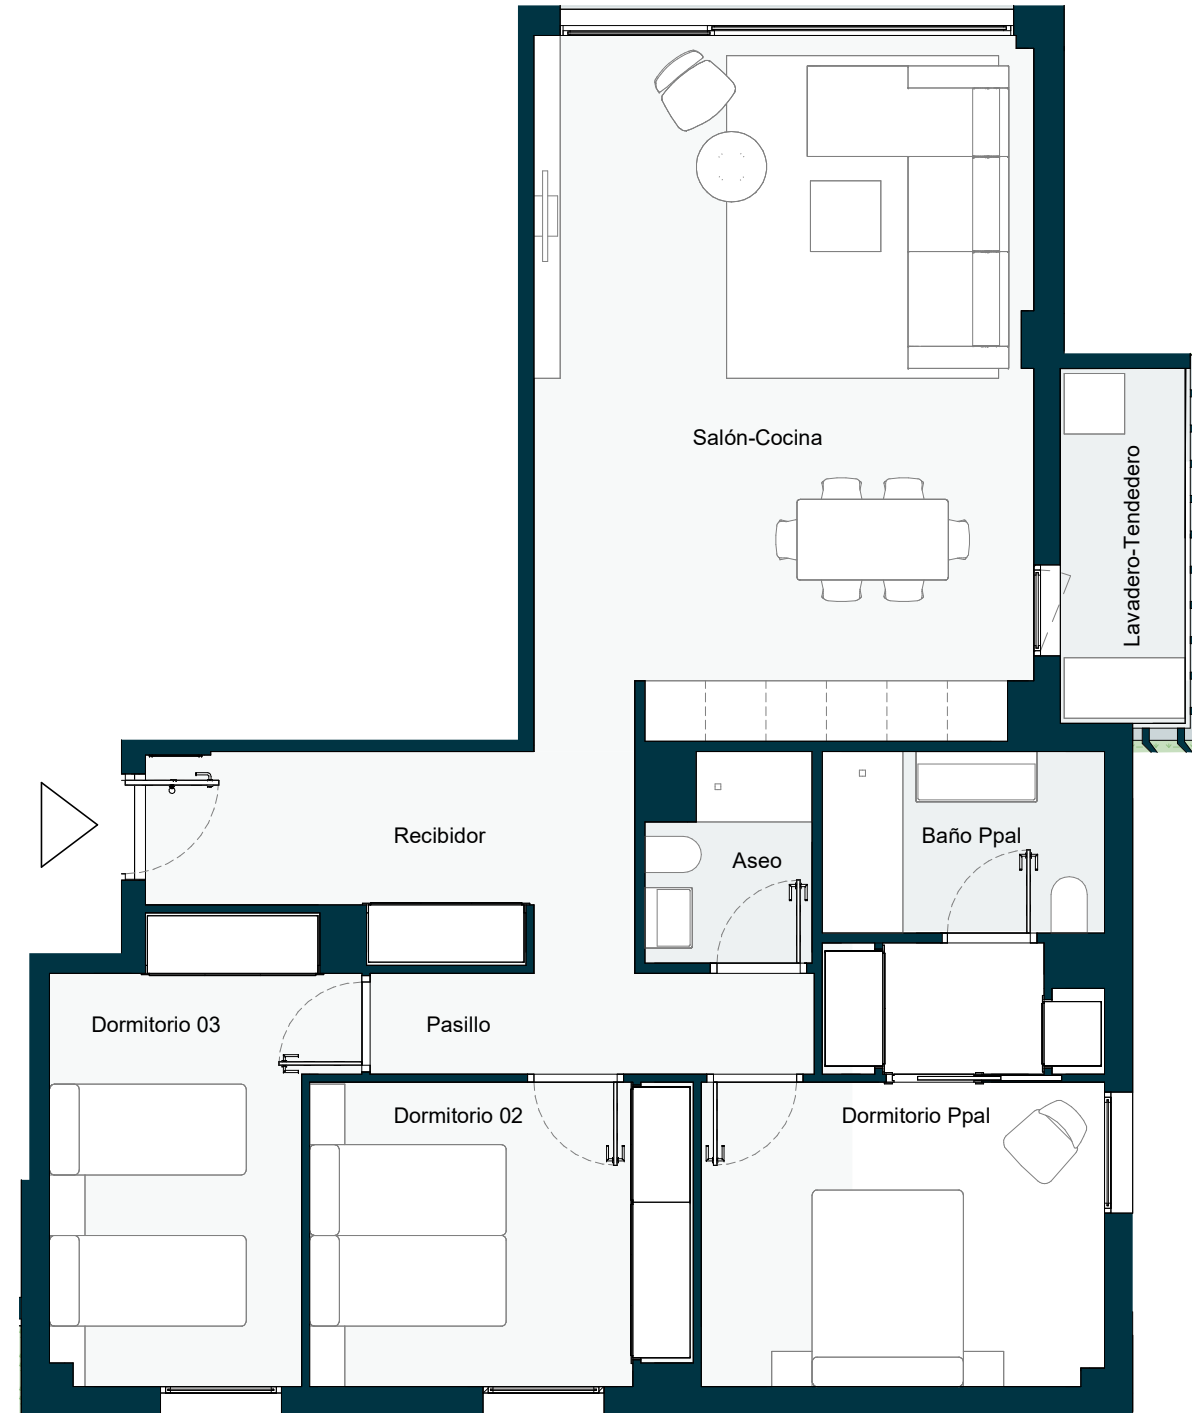 Salón-Cocina
Lavadero-Tendedero
Recibidor
Aseo
Baño Ppal
Dormitorio 03
Pasillo
Dormitorio 02
Dormitorio Ppal